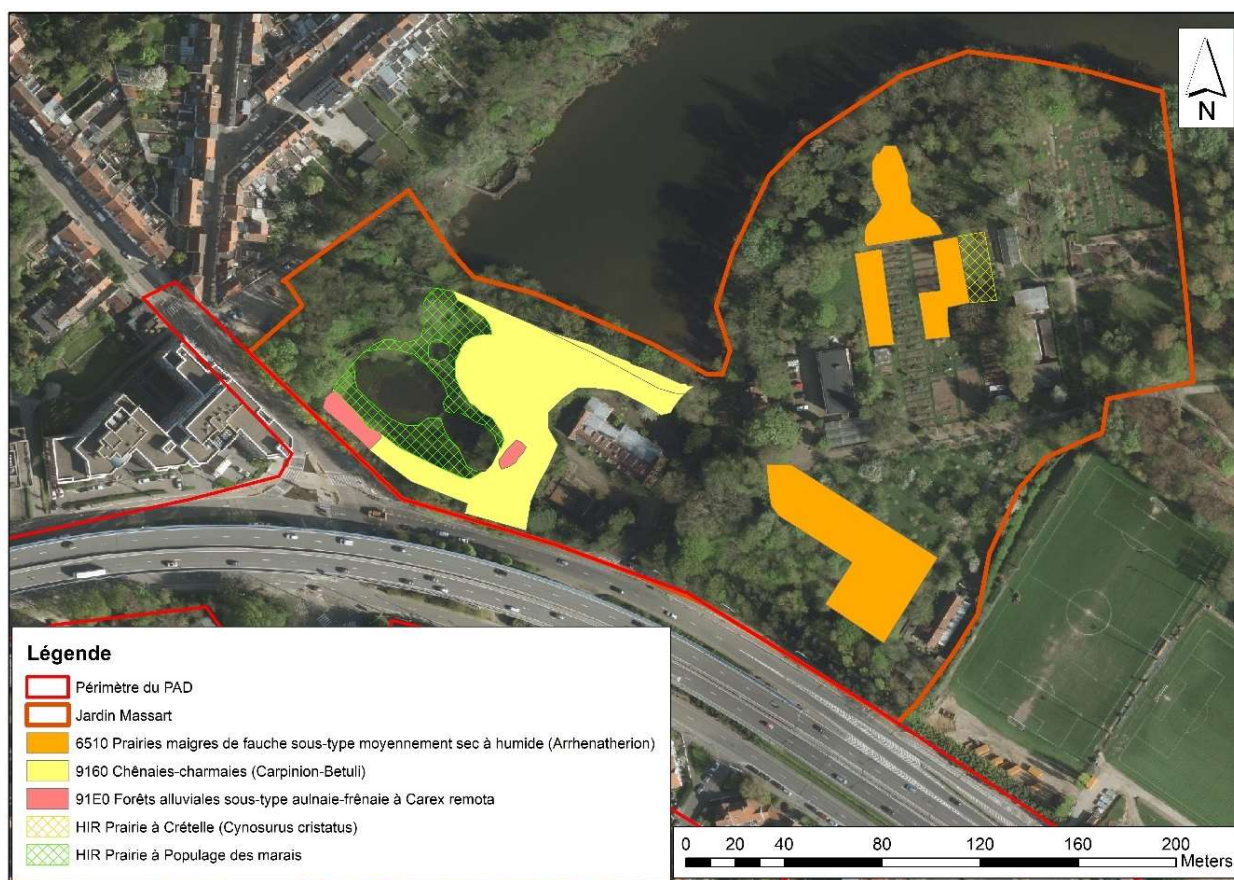 N
Légende
Périmètre du PAD
Jardin Massart
6510 Prairies maigres de fauche sous-type moyennement sec à humide (Arrhenatherion)
9160 Chênaies-charmaies (Carpinion-Betuli)
91E0 Forêts alluviales sous-type aulnaie-frênaie à Carex remota
HIR Prairie à Crételle (Cynosurus cristatus)
HIR Prairie à Populage des marais
0 20 40 80 120 160 200
Meters